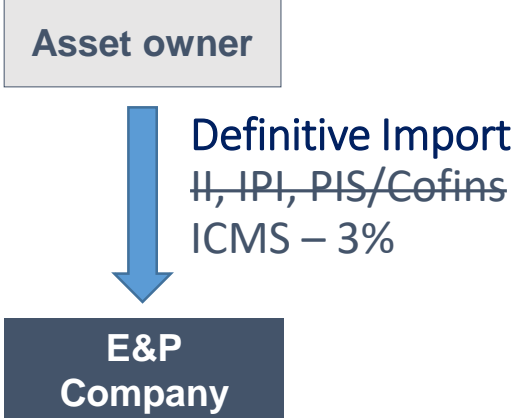 Asset owner
Definitive Import
II, IPI, PIS/Cofins
ICMS – 3%
E&P
Company